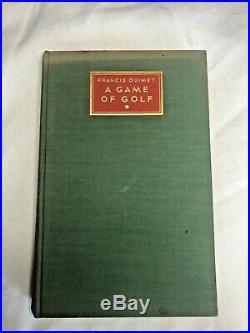 FRANCIS OUIMET
A GAME
OF GOLF